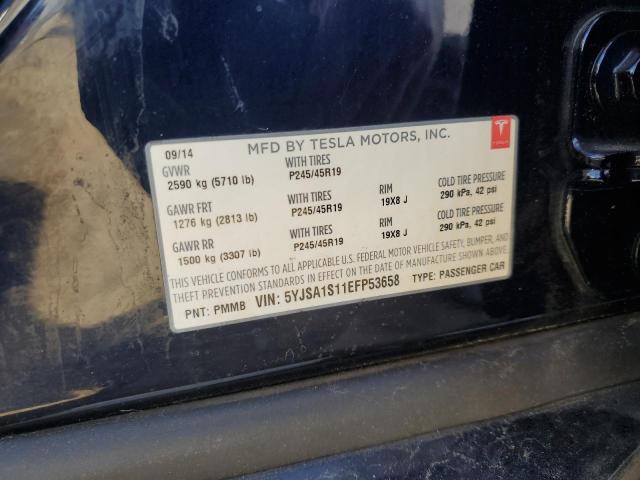 MFD BY TESLA MOTORS, INC.
TESLA
09/14
GVWR WITH TIRES
2590 kg (5710 lb) P245/45R19
GAWR FRT WITH TIRES RIM COLD TIRE PRESSURE
1276 kg (2813 lb) P245/45R19 19X8 J 290 kPa, 42 psi
GAWR RR WITH TIRES RIM COLD TIRE PRESSURE
1500 kg (3307 lb) P245/45R19 19X8 J 290 kPa, 42 psi
THIS VEHICLE CONFORMS TO ALL APPLICABLE U.S. FEDERAL MOTOR VEHICLE SAFETY, BUMPER, AND
THEFT PREVENTION STANDARDS IN EFFECT ON THE DATE OF MANUFACTURE SHOWN ABOVE.
PNT: PMMB VIN: 5YJSA1S11EFP53658 TYPE: PASSENGER CAR